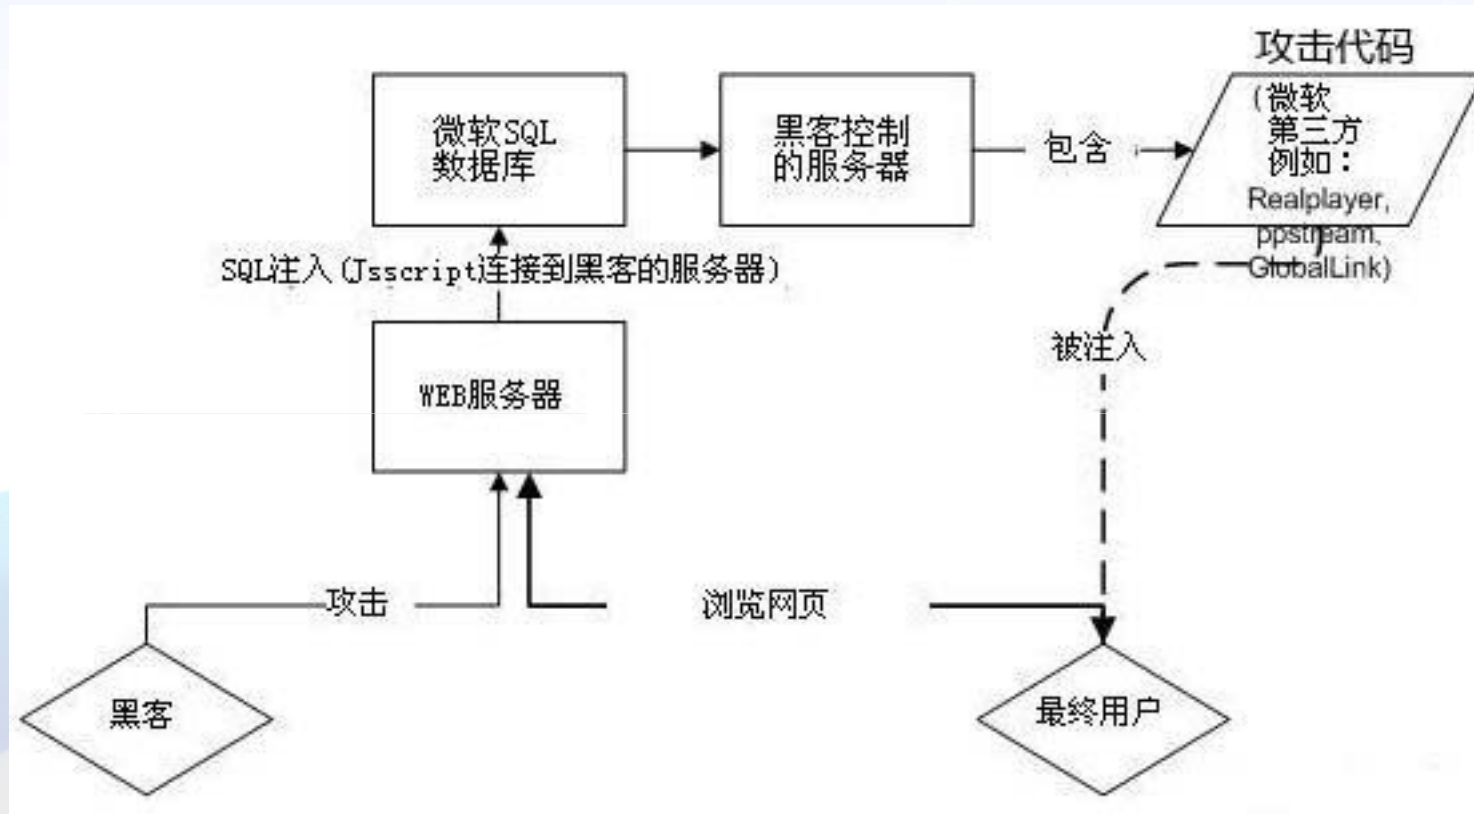 攻击代码
(微软
第三方
例如：
Realplayer,
ppstream,
GlobalLink)
微软SQL
数据库
黑客控制
的服务器
包含
SQL注入(Jsscript连接到黑客的服务器)
被注入
WEB服务器
攻击
浏览网页
黑客
最终用户